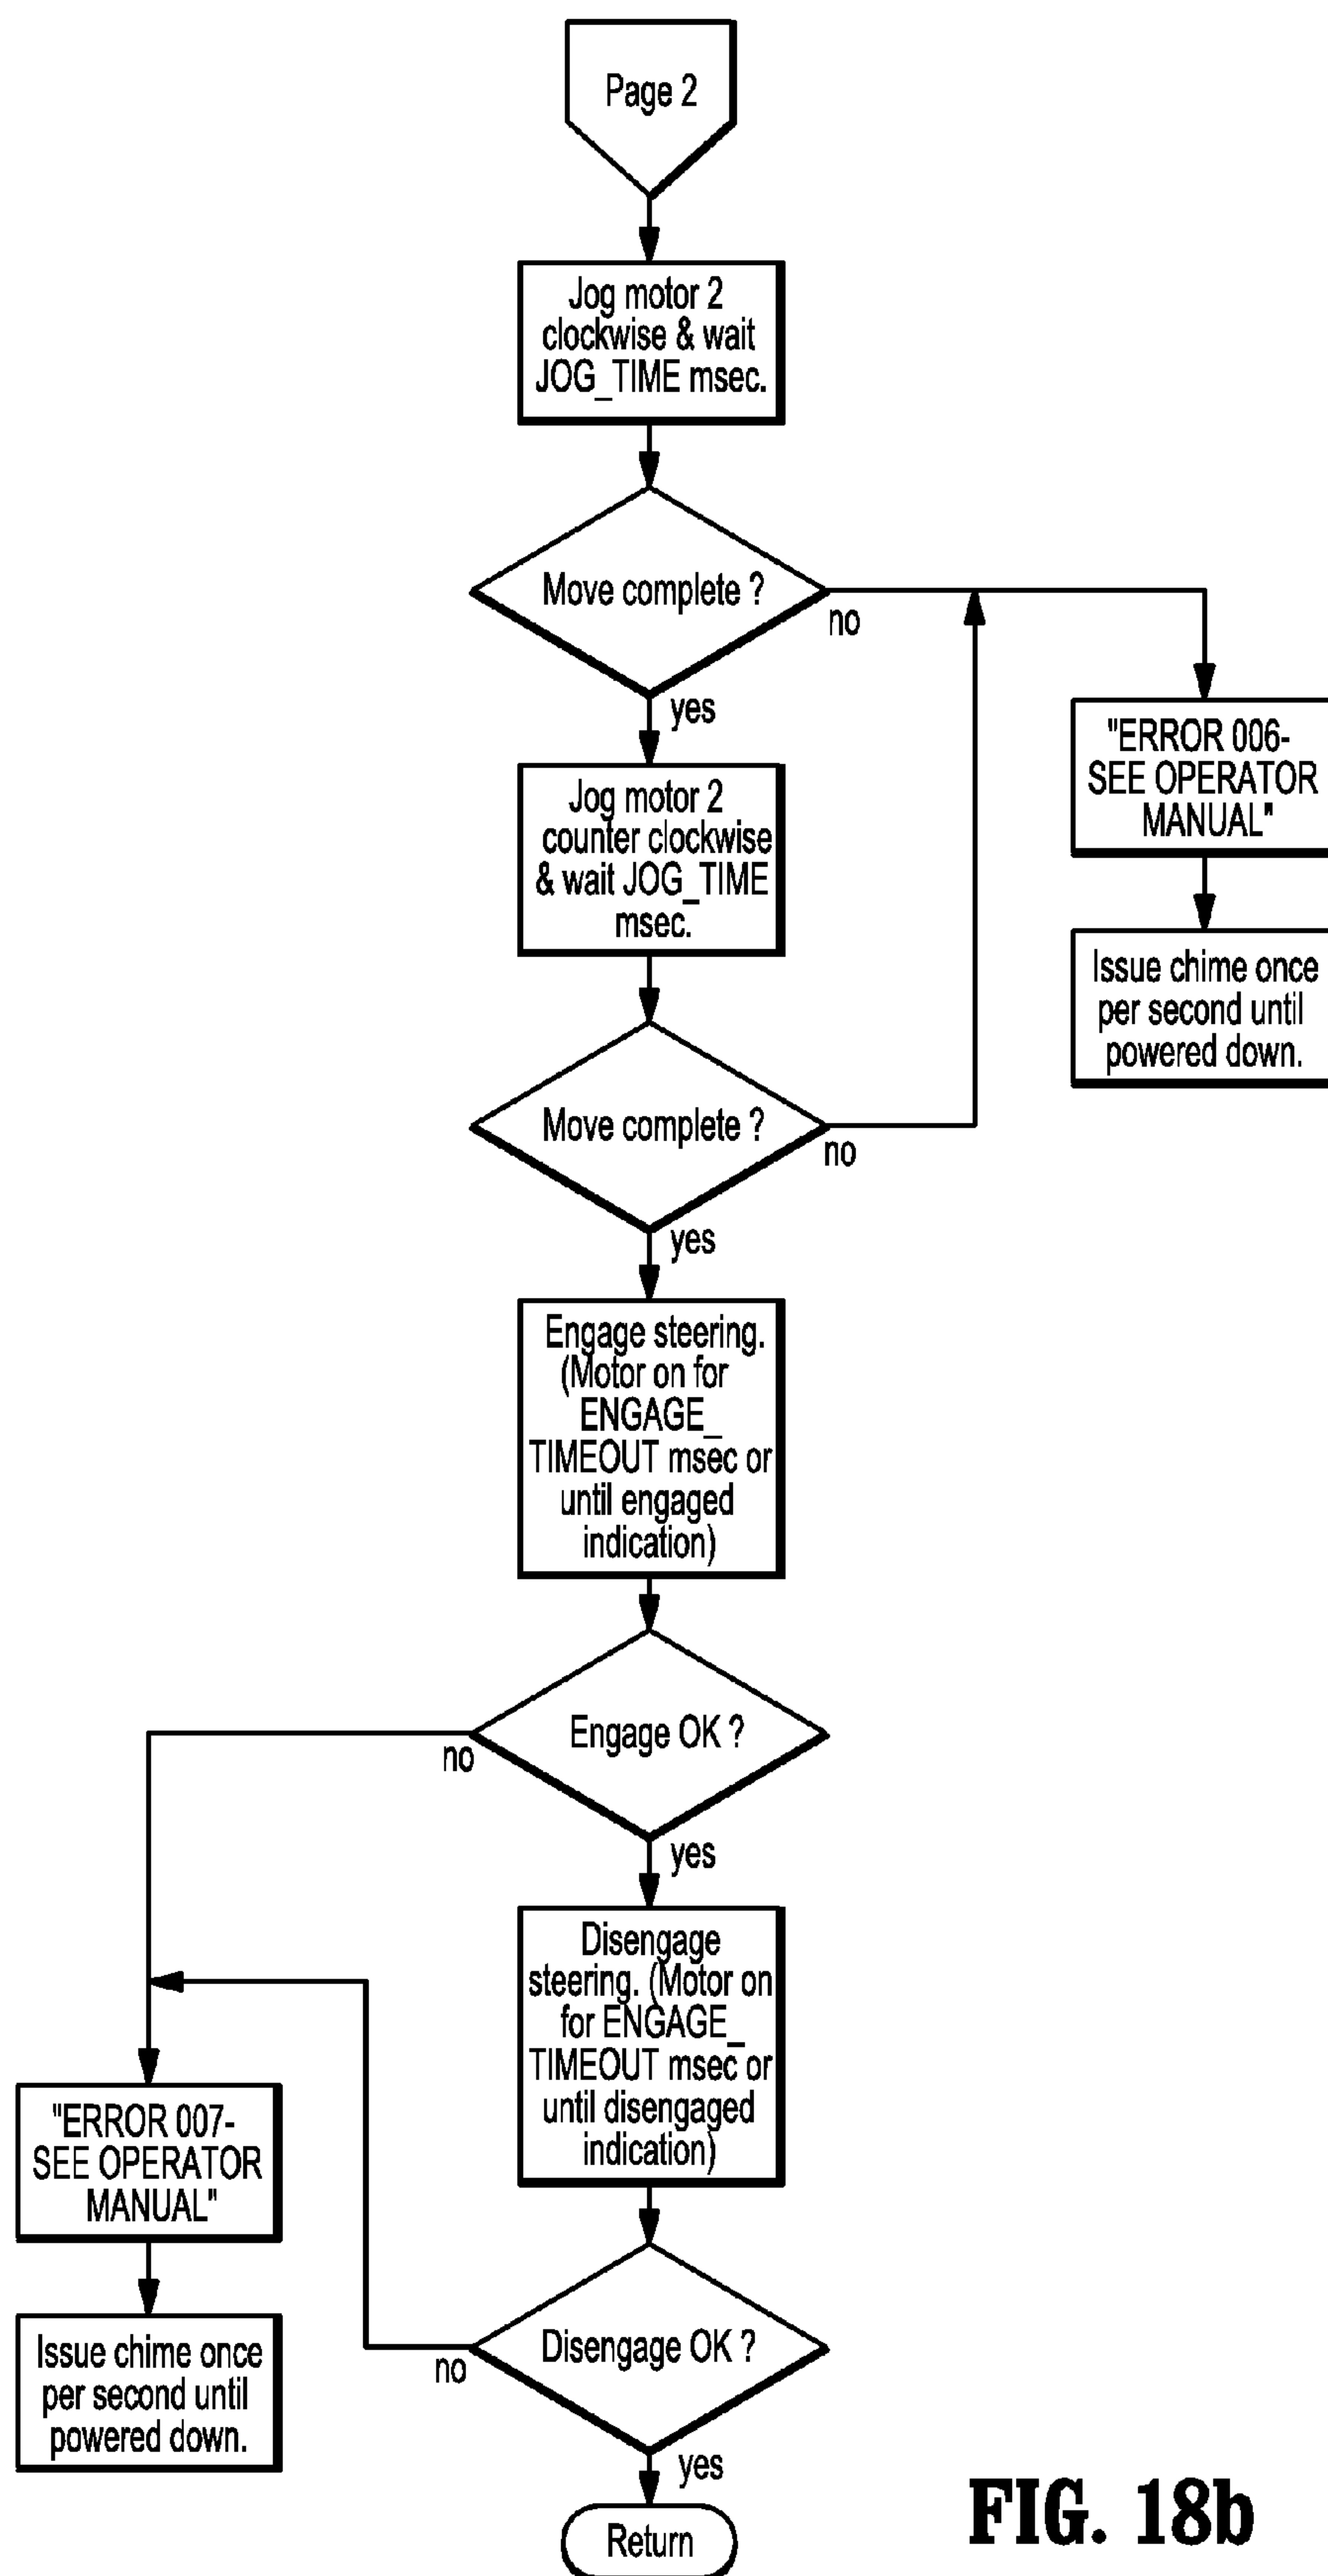 Page 2
Jog motor 2
clockwise & wait
JOG_TIME msec.
Move complete ?
no
yes
"ERROR 006-
SEE OPERATOR
MANUAL"
Jog motor 2
counter clockwise
& wait JOG_TIME
msec.
Issue chime once
per second until
powered down.
Move complete ?
no
yes
Engage steering.
(Motor on for
ENGAGE_
TIMEOUT msec or
until engaged
indication)
Engage OK ?
no
yes
Disengage
steering. (Motor on
for ENGAGE_
TIMEOUT msec or
until disengaged
indication)
"ERROR 007-
SEE OPERATOR
MANUAL"
Issue chime once
per second until
powered down.
Disengage OK ?
no
yes
Return
FIG. 18b